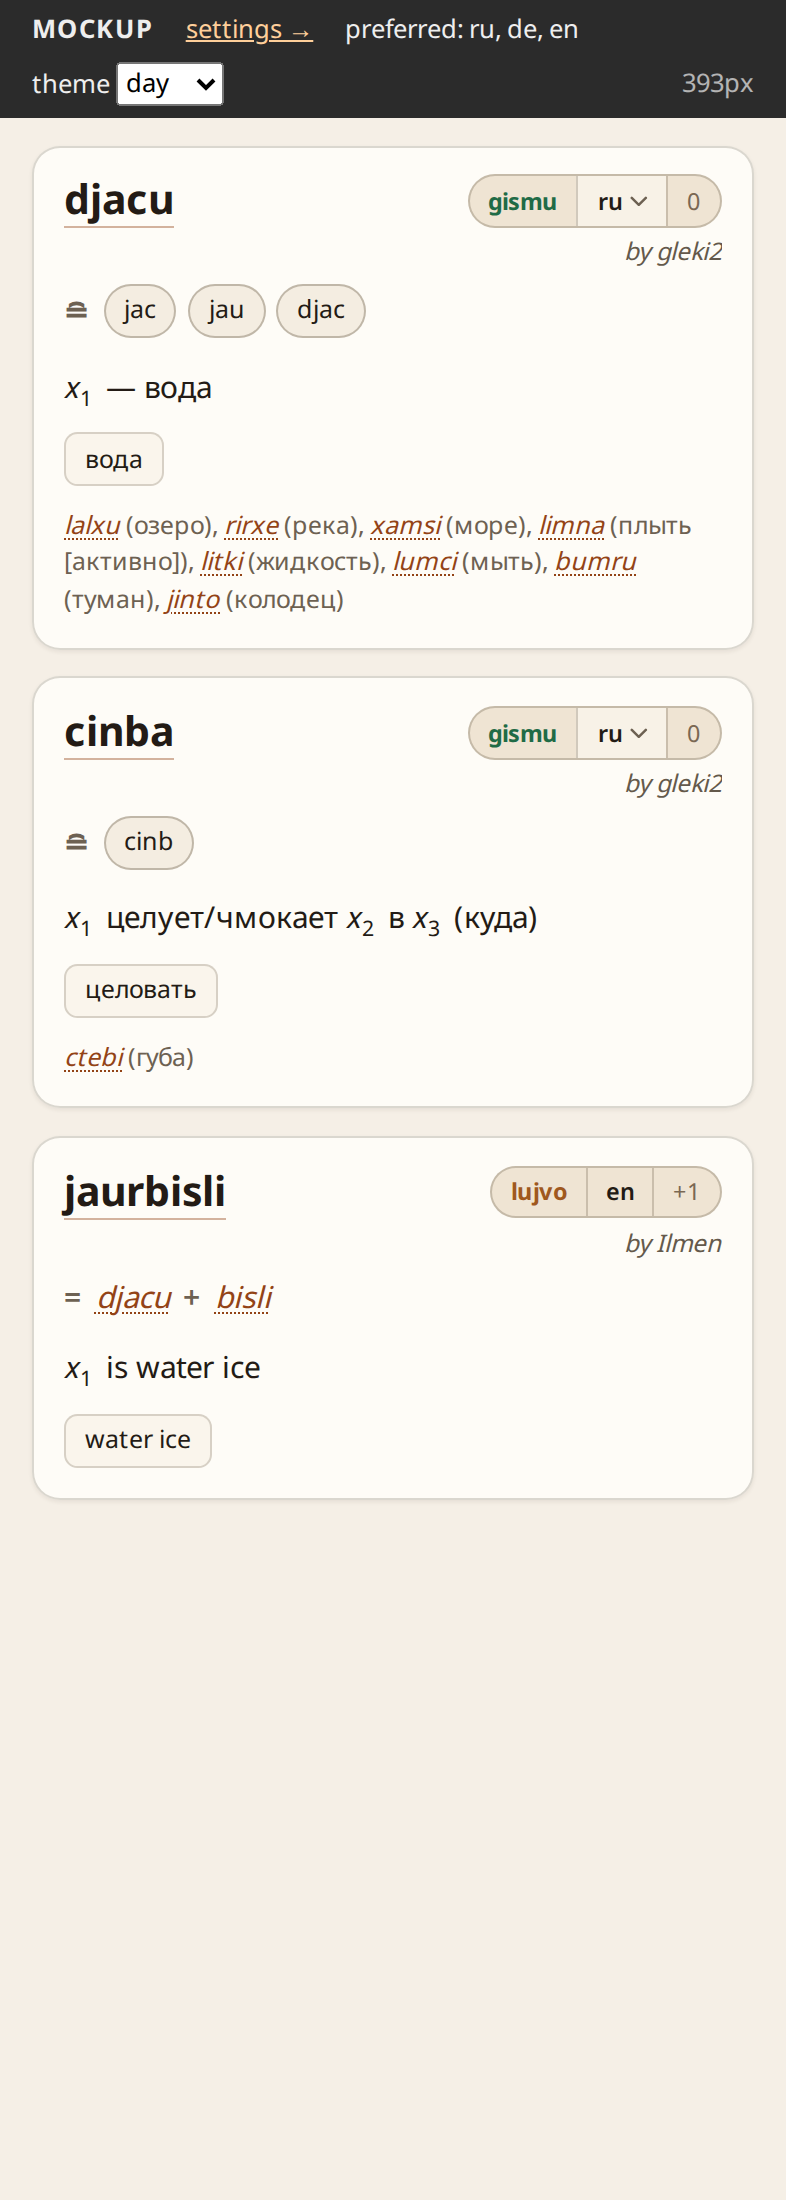 MOCKUP settings → preferred: ru, de, en
theme day 393px
djacu gismu ru 0
by gleki2
≘ jac jau djac
x1 — вода
вода
lalxu (озеро), rirxe (река), xamsi (море), limna (плыть
[активно]), litki (жидкость), lumci (мыть), bumru
(туман), jinto (колодец)
cinba gismu ru 0
by gleki2
≘ cinb
x1 целует/чмокает x2 в x3 (куда)
целовать
ctebi (губа)
jaurbisli lujvo en +1
by Ilmen
= djacu + bisli
x1 is water ice
water ice